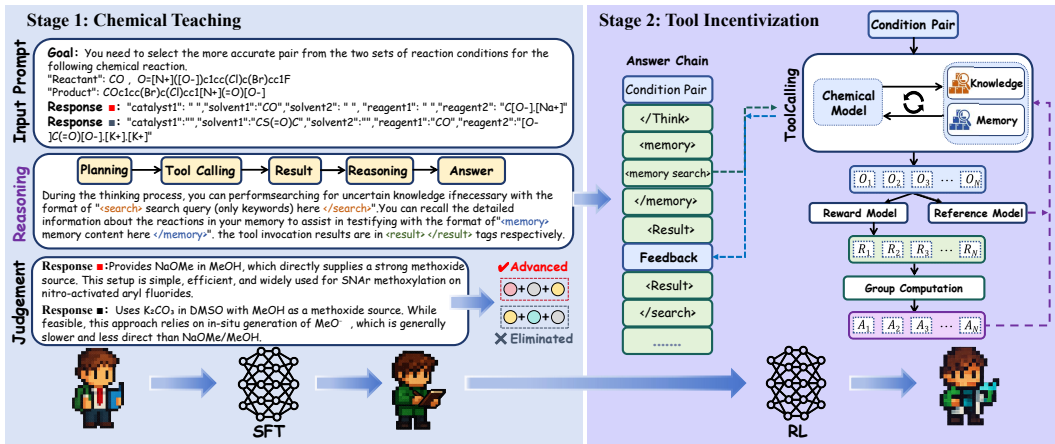 Stage 1: Chemical Teaching
Input Prompt
Goal: You need to select the more accurate pair from the two sets of reaction conditions for the
following chemical reaction.
"Reactant": CO , O=[N+]([O-])c1cc(Cl)c(Br)cc1F
"Product": COc1cc(Br)c(Cl)cc1[N+](=O)[O-]
Response ■: "catalyst1": " ","solvent1":"CO","solvent2": " ", "reagent1": " ","reagent2": "C[O-].[Na+]"
Response ■: "catalyst1":"","solvent1":"CS(=O)C","solvent2":"","reagent1":"CO","reagent2":"[O-
]C(=O)[O-].[K+].[K+]"
Reasoning
Planning
Tool Calling
Result
Reasoning
Answer
During the thinking process, you can performsearching for uncertain knowledge ifnecessary with the
format of "<search> search query (only keywords) here </search>".You can recall the detailed
information about the reactions in your memory to assist in testifying with the format of"<memory>
memory content here </memory>". the tool invocation results are in <result> </result> tags respectively.
Judgement
Response ■:Provides NaOMe in MeOH, which directly supplies a strong methoxide
source. This setup is simple, efficient, and widely used for SNAr methoxylation on
nitro-activated aryl fluorides.
Response ■: Uses K₂CO₃ in DMSO with MeOH as a methoxide source. While
feasible, this approach relies on in-situ generation of MeO⁻ , which is generally
slower and less direct than NaOMe/MeOH.
✔Advanced
+ +
+ +
✕ Eliminated
SFT
Stage 2: Tool Incentivization
Answer Chain
Condition Pair
</Think>
<memory>
<memory search>
</memory>
<Result>
Feedback
<Result>
</search>
.......
Condition Pair
ToolCalling
Chemical
Model
Knowledge
Memory
O₁ O₂ O₃ ⋯ O_N
Reward Model
Reference Model
R₁ R₂ R₃ ⋯ R_N
Group Computation
A₁ A₂ A₃ ⋯ A_N
RL